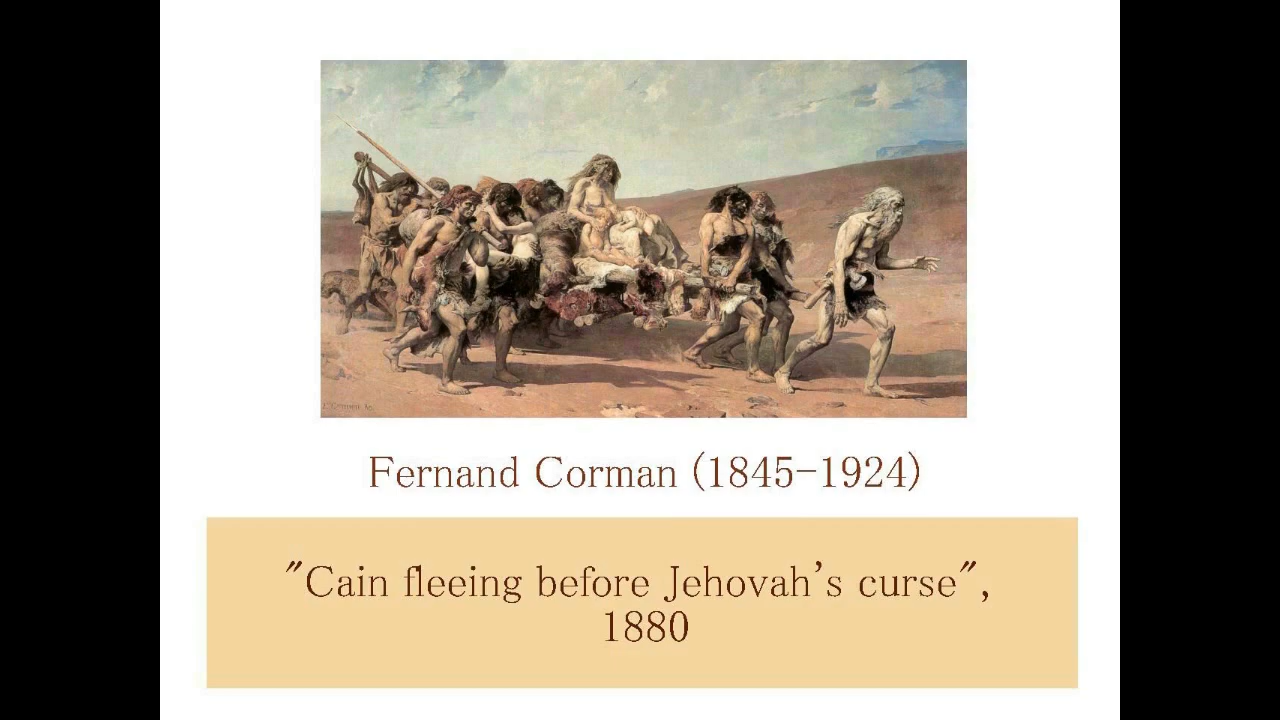 Fernand Corman (1845-1924)
"Cain fleeing before Jehovah's curse",
1880